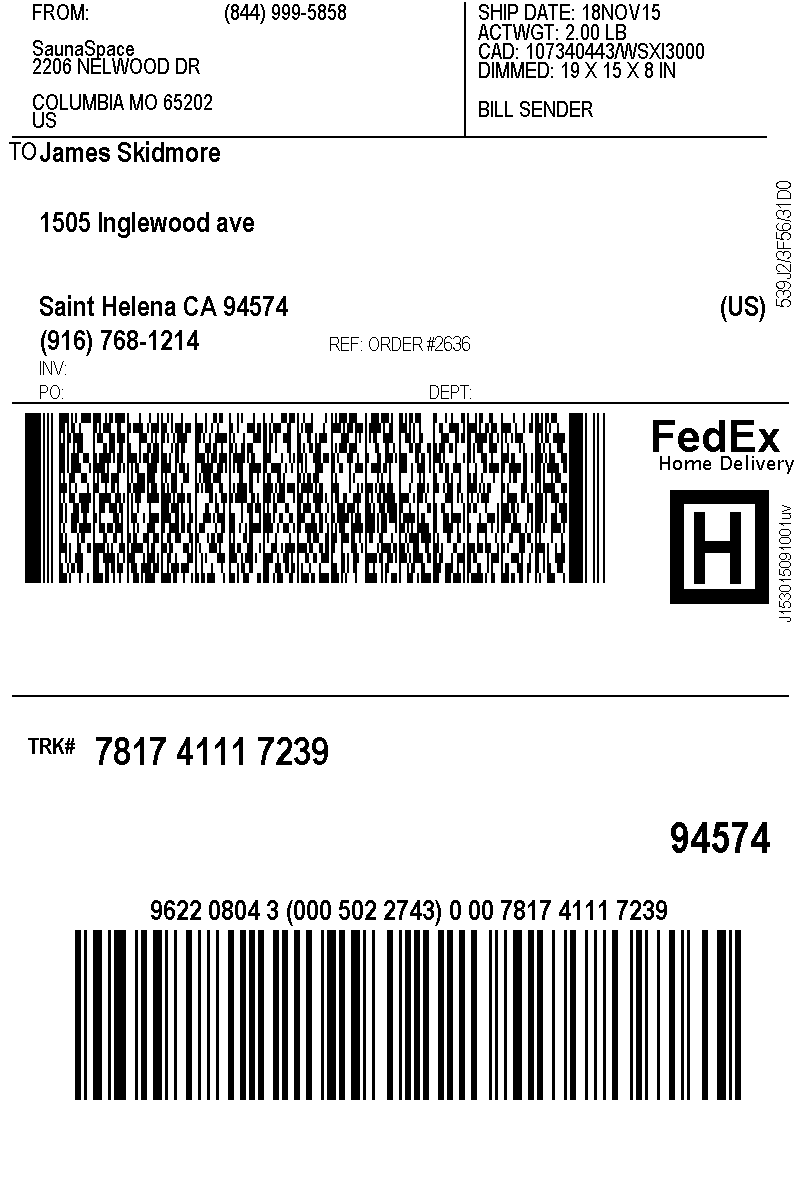 FROM: (844) 999-5858
SaunaSpace
2206 NELWOOD DR
COLUMBIA MO 65202
US
SHIP DATE: 18NOV15
ACTWGT: 2.00 LB
CAD: 107340443/WSXI3000
DIMMED: 19 X 15 X 8 IN
BILL SENDER
TO James Skidmore
1505 Inglewood ave
Saint Helena CA 94574 (US)
(916) 768-1214 REF: ORDER #2636
INV:
PO: DEPT:
539J2/3F56/31D0
FedEx
Home Delivery
H
J153015091001uv
TRK# 7817 4111 7239
94574
9622 0804 3 (000 502 2743) 0 00 7817 4111 7239